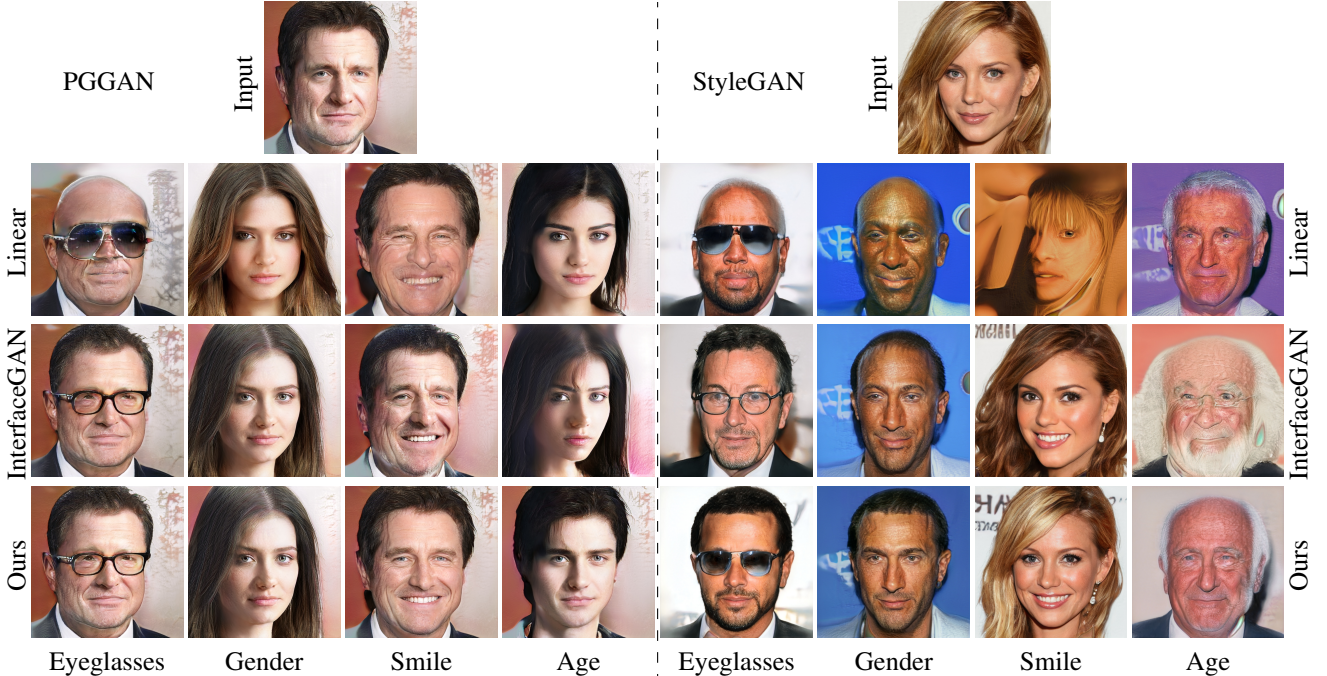 PGGAN
Input
StyleGAN
Input
Linear
Linear
InterfaceGAN
InterfaceGAN
Ours
Ours
Eyeglasses Gender Smile Age Eyeglasses Gender Smile Age